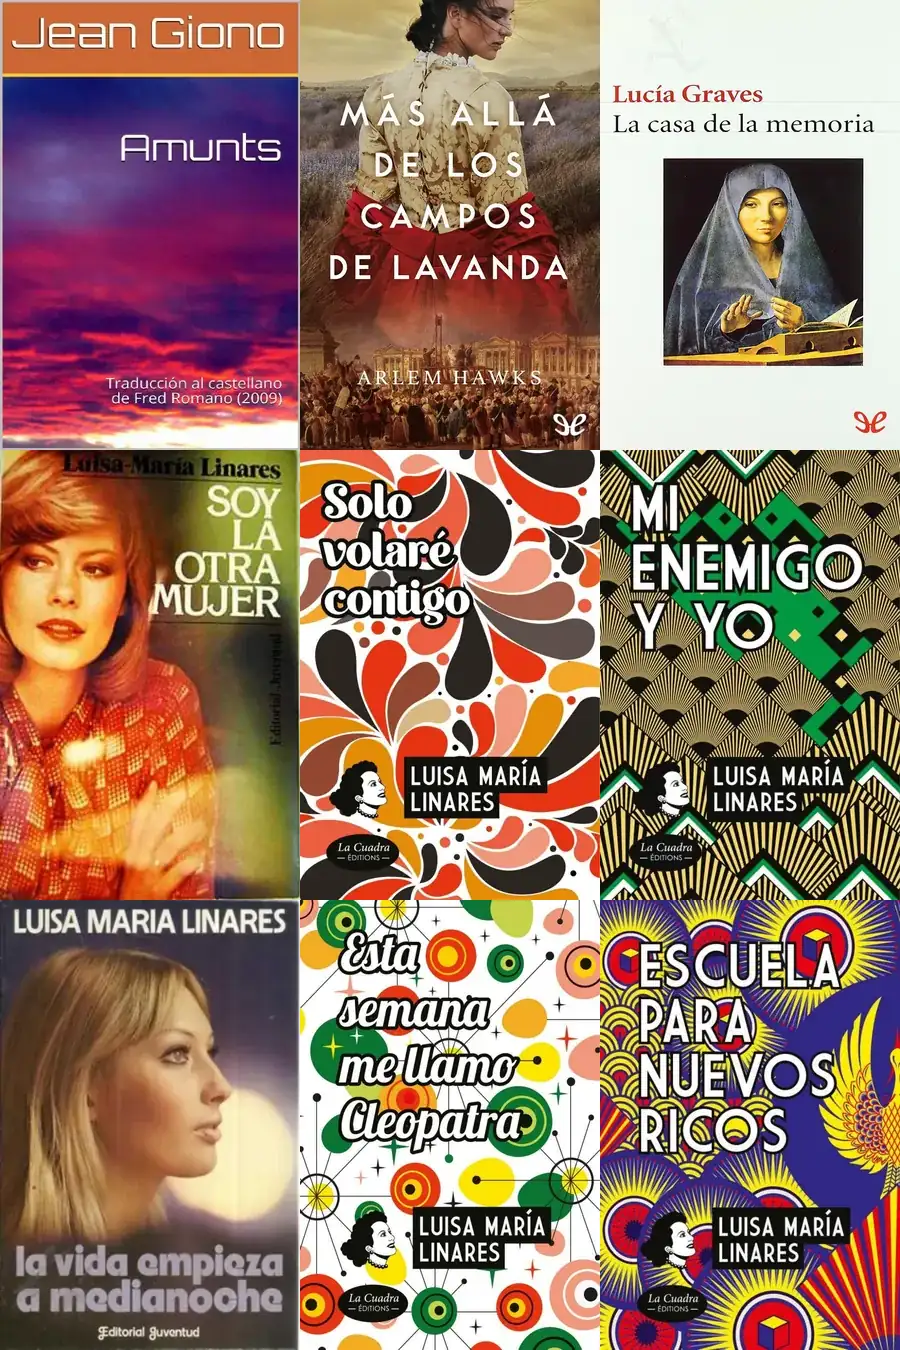 Jean Giono
Amunts
Traducción al castellano
de Fred Romano (2009)
MÁS ALLÁ
DE LOS
CAMPOS
DE LAVANDA
ARLEM HAWKS
Lucía Graves
La casa de la memoria
Luisa-María Linares
SOY
LA
OTRA
MUJER
Editorial Juventud
Solo
volaré
contigo
LUISA MARÍA
LINARES
La Cuadra
ÉDITIONS
MI
ENEMIGO
Y YO
LUISA MARÍA
LINARES
La Cuadra
ÉDITIONS
LUISA MARIA LINARES
la vida empieza
a medianoche
Editorial Juventud
Esta
semana
me llamo
Cleopatra
LUISA MARÍA
LINARES
La Cuadra
ÉDITIONS
ESCUELA
PARA
NUEVOS
RICOS
LUISA MARÍA
LINARES
La Cuadra
ÉDITIONS